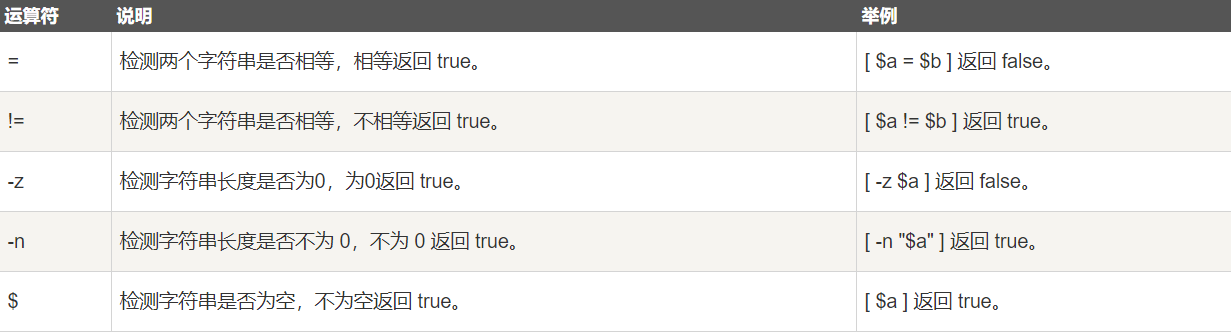 运算符 说明 举例
= 检测两个字符串是否相等，相等返回 true。 [ $a = $b ] 返回 false。
!= 检测两个字符串是否相等，不相等返回 true。 [ $a != $b ] 返回 true。
-z 检测字符串长度是否为0，为0返回 true。 [ -z $a ] 返回 false。
-n 检测字符串长度是否不为 0，不为 0 返回 true。 [ -n "$a" ] 返回 true。
$ 检测字符串是否为空，不为空返回 true。 [ $a ] 返回 true。